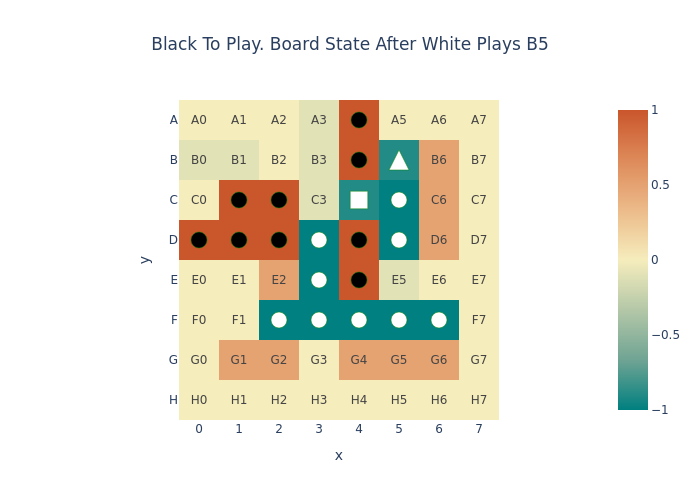 Black To Play. Board State After White Plays B5
A A0 A1 A2 A3 A5 A6 A7
B B0 B1 B2 B3 B6 B7
C C0 C3 C6 C7
D D6 D7
E E0 E1 E2 E5 E6 E7
F F0 F1 F7
G G0 G1 G2 G3 G4 G5 G6 G7
H H0 H1 H2 H3 H4 H5 H6 H7
0 1 2 3 4 5 6 7
x
y
1
0.5
0
−0.5
−1